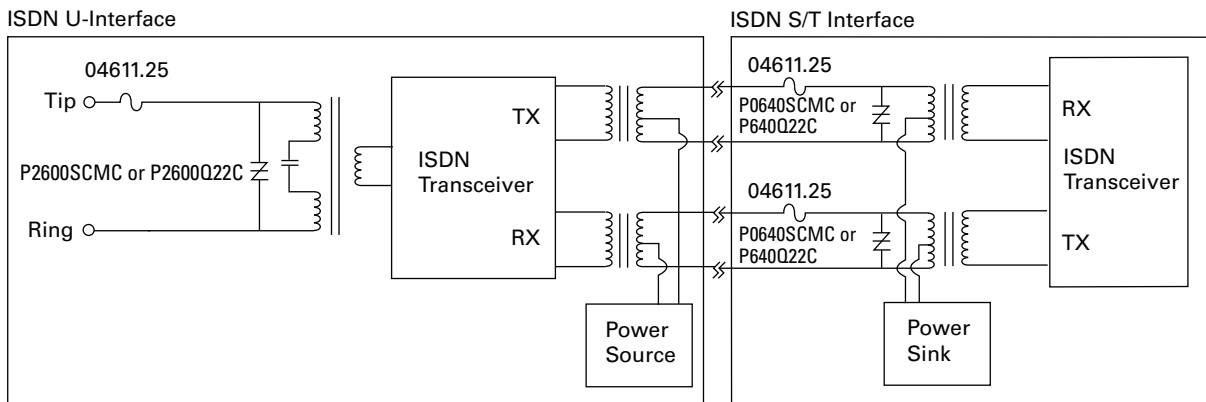 ISDN U-Interface
ISDN S/T Interface
04611.25
Tip
P2600SCMC or P2600Q22C
Ring
ISDN
Transceiver
TX
RX
Power
Source
04611.25
P0640SCMC or
P640Q22C
04611.25
P0640SCMC or
P640Q22C
RX
ISDN
Transceiver
TX
Power
Sink